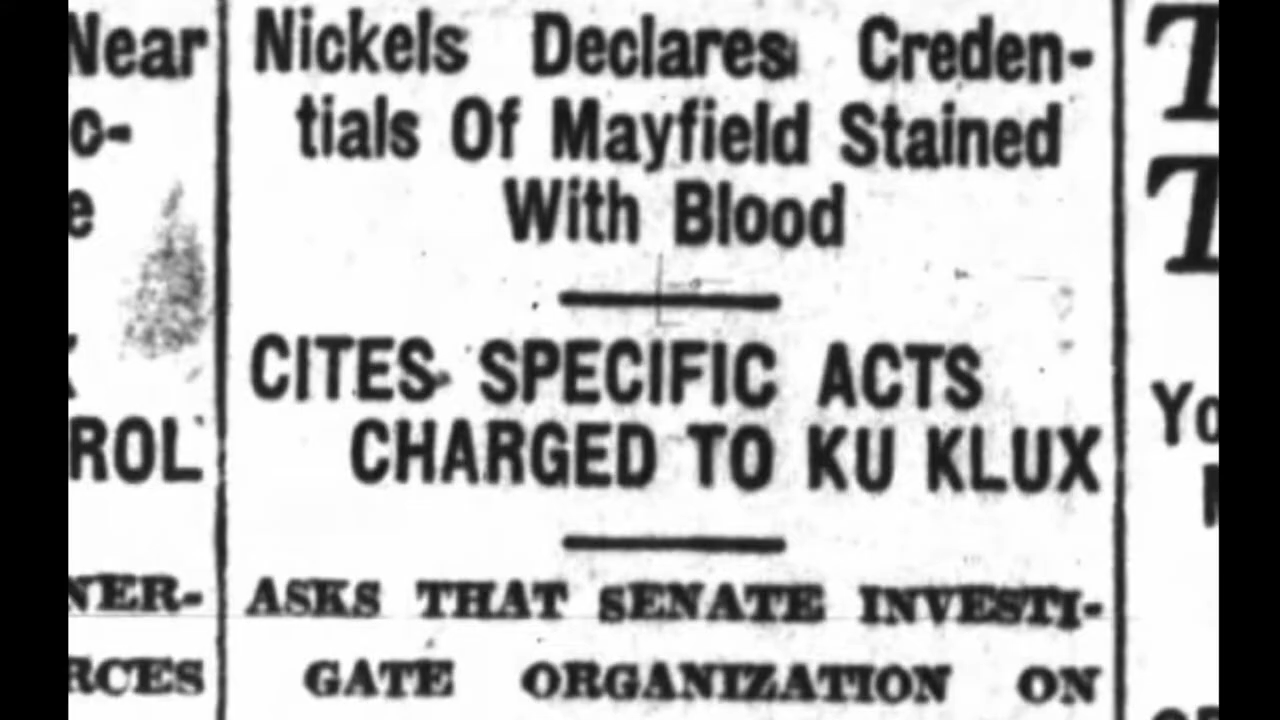 Near
c-
e
ROL
NER-
RCES
Nickels Declares Creden-
tials Of Mayfield Stained
With Blood
CITES SPECIFIC ACTS
CHARGED TO KU KLUX
ASKS THAT SENATE INVESTI-
GATE ORGANIZATION ON
T
T
Yo